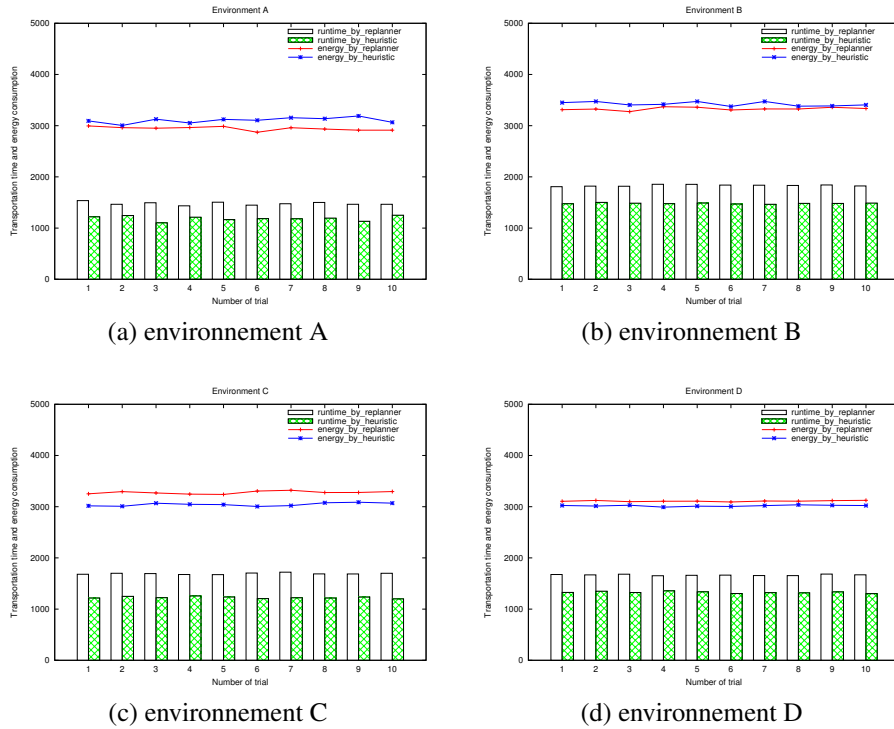 Environment A
5000
4000
3000
2000
1000
0
Transportation time and energy consumption
runtime_by_replanner
runtime_by_heuristic
energy_by_replanner
energy_by_heuristic
1 2 3 4 5 6 7 8 9 10
Number of trial
(a) environnement A
Environment B
5000
4000
3000
2000
1000
0
Transportation time and energy consumption
runtime_by_replanner
runtime_by_heuristic
energy_by_replanner
energy_by_heuristic
1 2 3 4 5 6 7 8 9 10
Number of trial
(b) environnement B
Environment C
5000
4000
3000
2000
1000
0
Transportation time and energy consumption
runtime_by_replanner
runtime_by_heuristic
energy_by_replanner
energy_by_heuristic
1 2 3 4 5 6 7 8 9 10
Number of trial
(c) environnement C
Environment D
5000
4000
3000
2000
1000
0
Transportation time and energy consumption
runtime_by_replanner
runtime_by_heuristic
energy_by_replanner
energy_by_heuristic
1 2 3 4 5 6 7 8 9 10
Number of trial
(d) environnement D